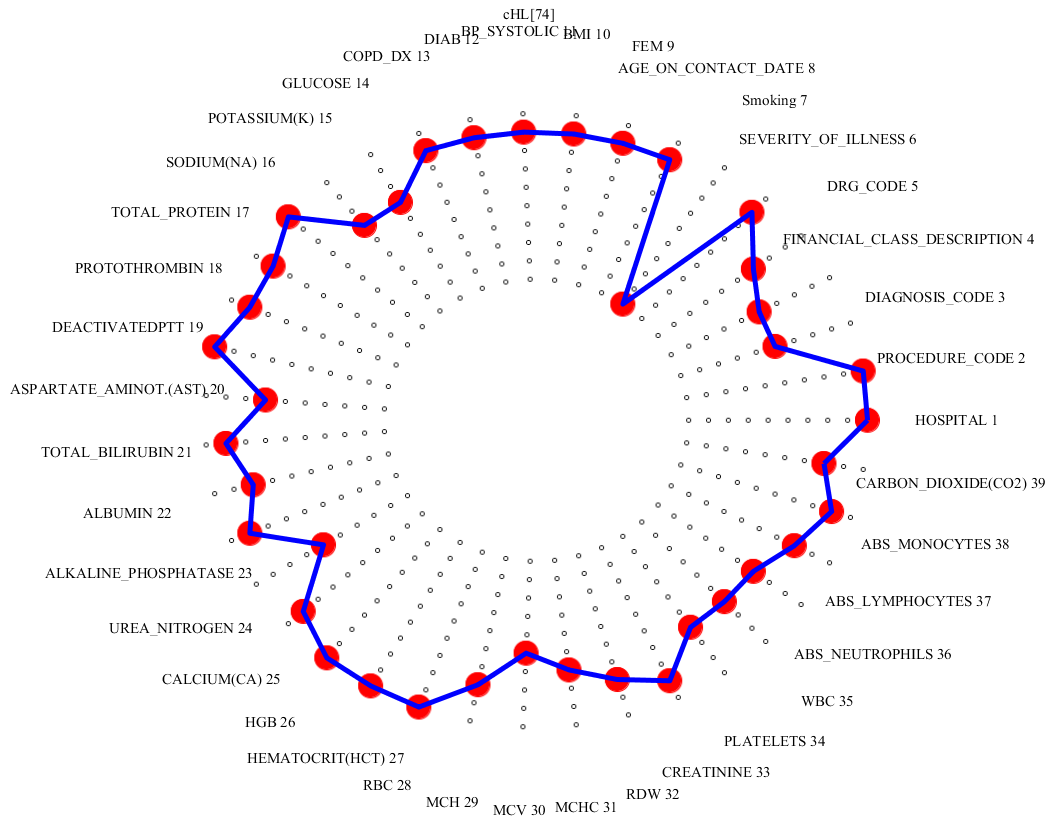 cHL[74]
BP_SYSTOLIC 11
BMI 10
DIAB 12
FEM 9
COPD_DX 13
AGE_ON_CONTACT_DATE 8
GLUCOSE 14
Smoking 7
POTASSIUM(K) 15
SEVERITY_OF_ILLNESS 6
SODIUM(NA) 16
DRG_CODE 5
TOTAL_PROTEIN 17
FINANCIAL_CLASS_DESCRIPTION 4
PROTOTHROMBIN 18
DIAGNOSIS_CODE 3
DEACTIVATEDPTT 19
PROCEDURE_CODE 2
ASPARTATE_AMINOT.(AST) 20
HOSPITAL 1
TOTAL_BILIRUBIN 21
CARBON_DIOXIDE(CO2) 39
ALBUMIN 22
ABS_MONOCYTES 38
ALKALINE_PHOSPHATASE 23
ABS_LYMPHOCYTES 37
UREA_NITROGEN 24
ABS_NEUTROPHILS 36
CALCIUM(CA) 25
WBC 35
HGB 26
PLATELETS 34
HEMATOCRIT(HCT) 27
CREATININE 33
RBC 28
RDW 32
MCH 29
MCHC 31
MCV 30